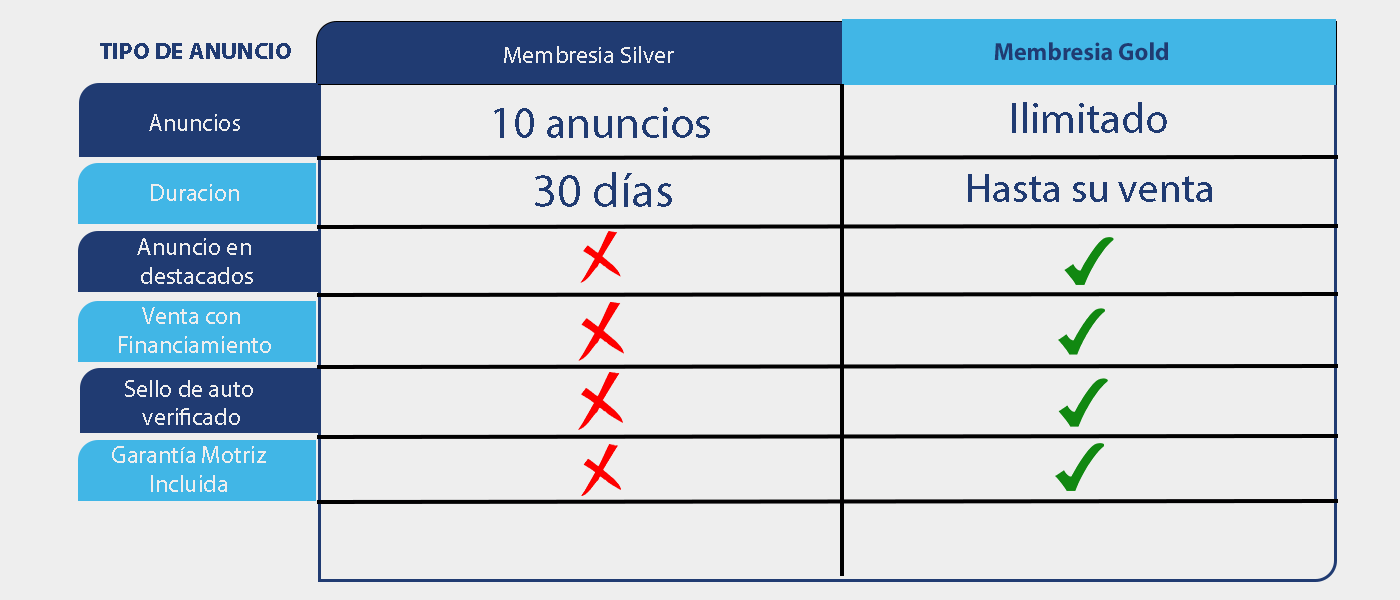 TIPO DE ANUNCIO
Membresia Silver
Membresia Gold
Anuncios
10 anuncios
Ilimitado
Duracion
30 días
Hasta su venta
Anuncio en
destacados
Venta con
Financiamiento
Sello de auto
verificado
Garantía Motriz
Incluida